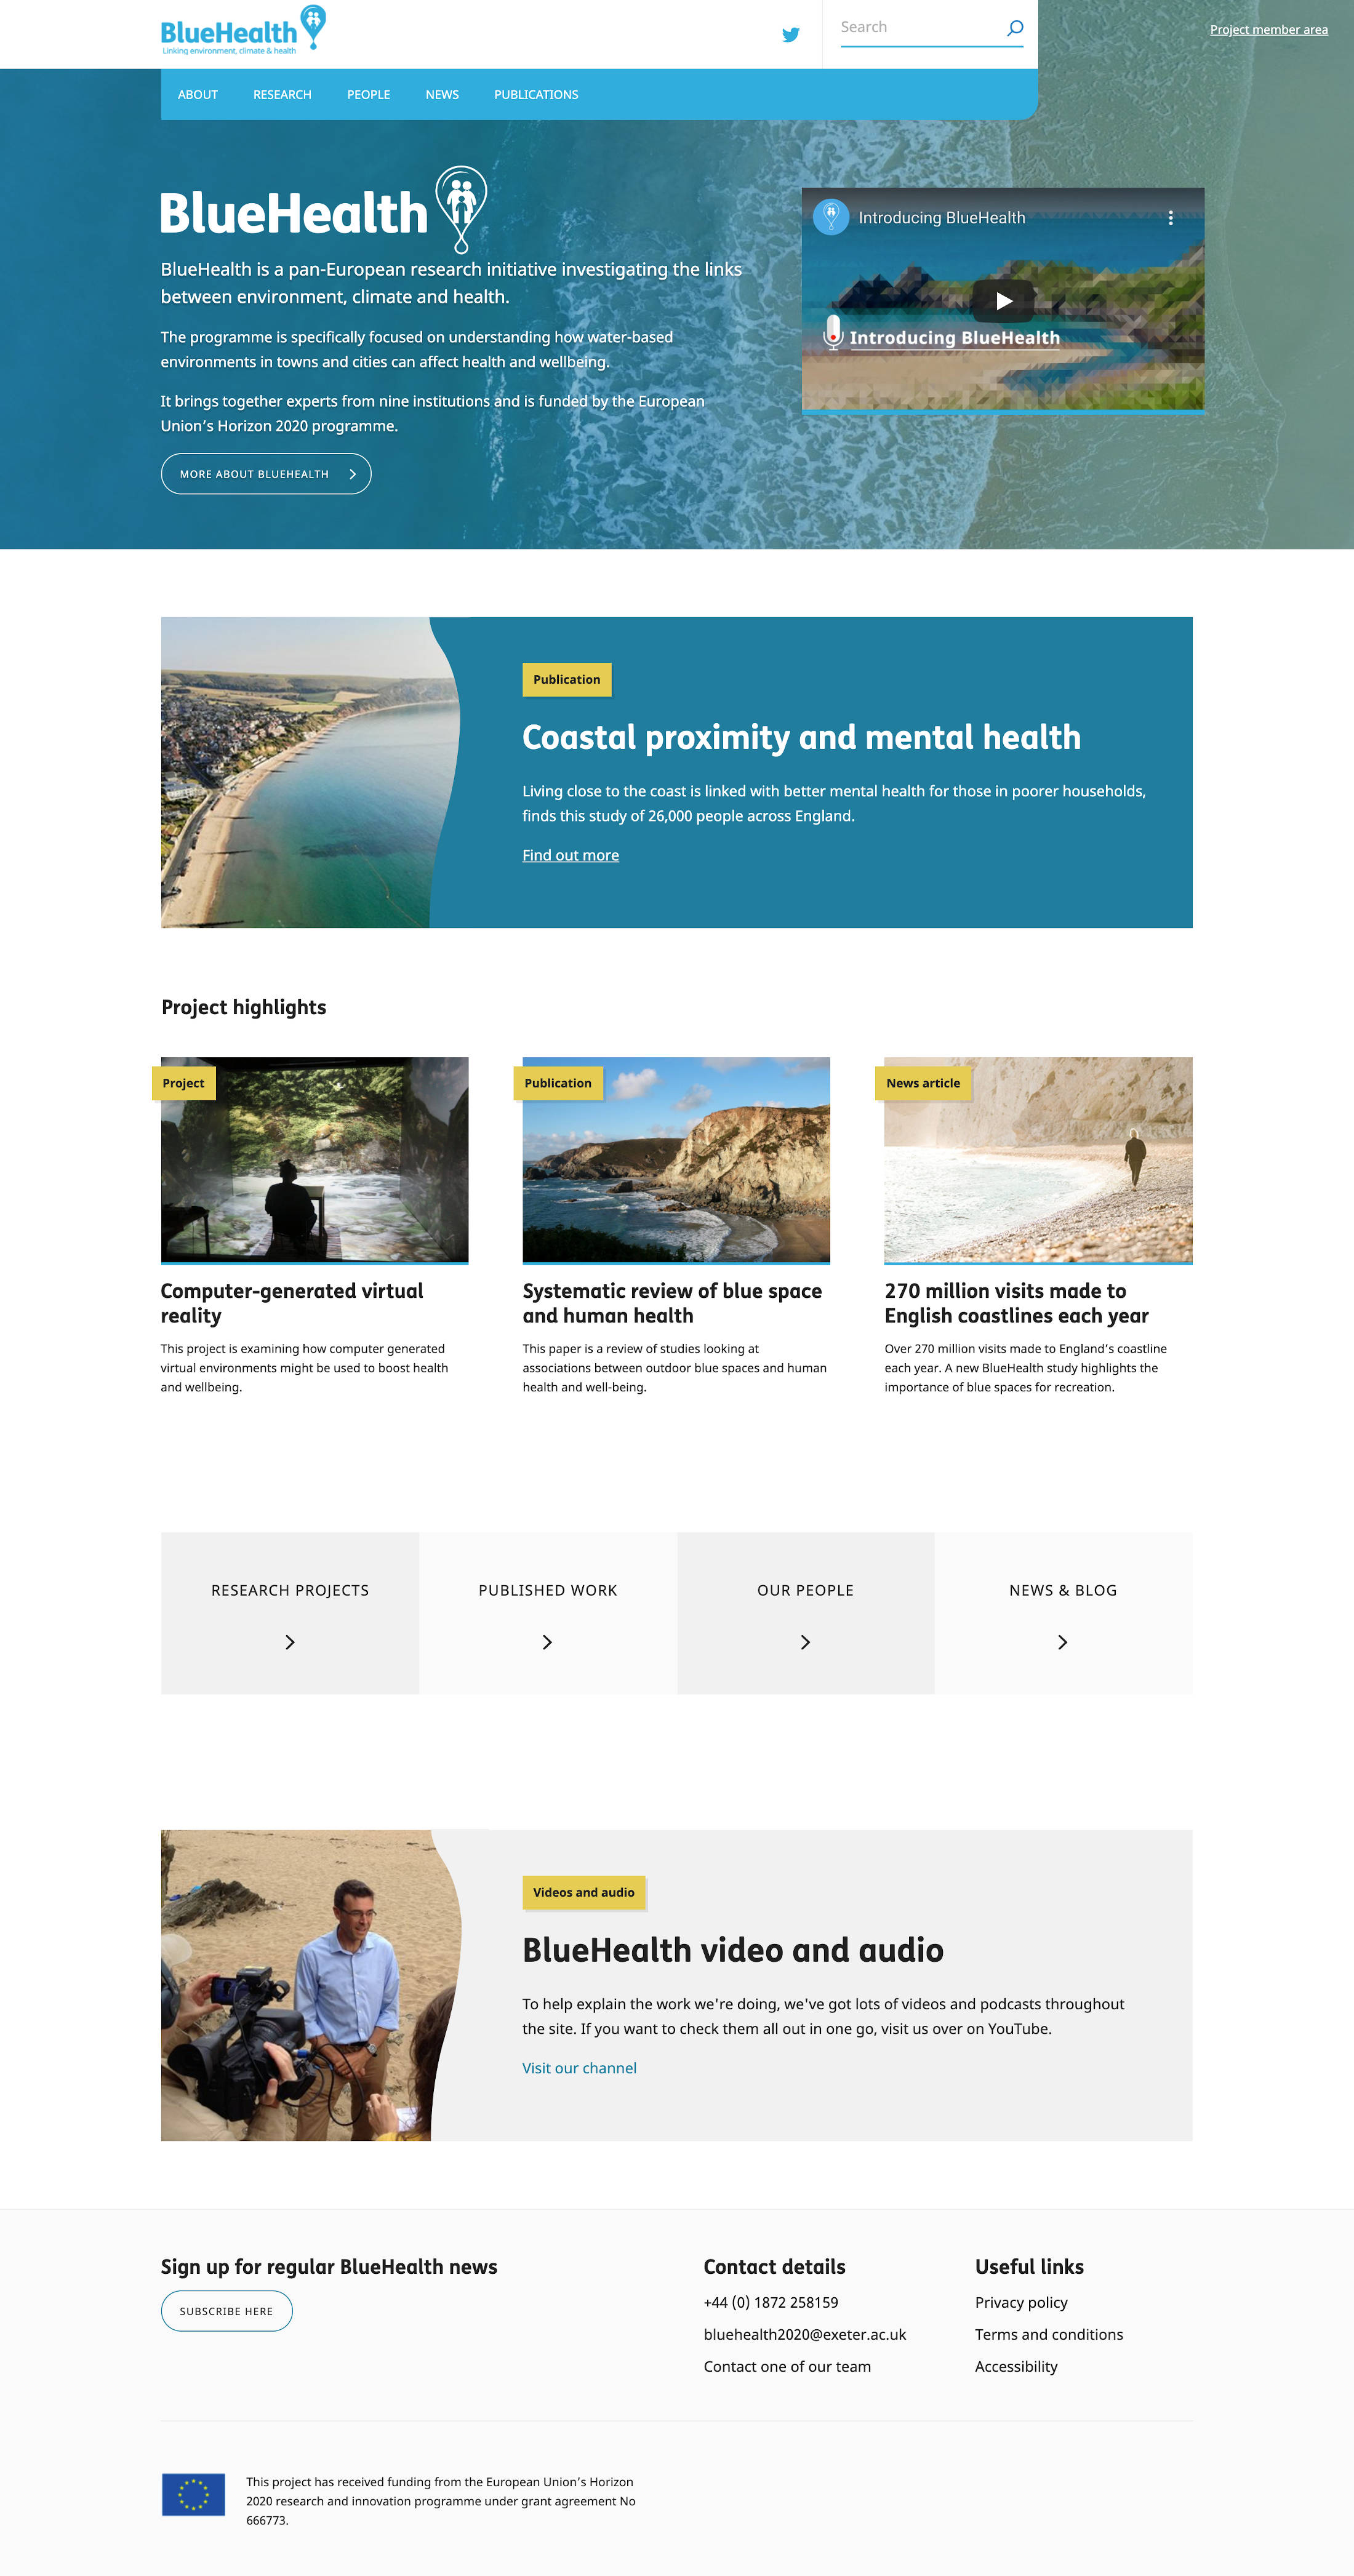 BlueHealth
Linking environment, climate & health
Search
Project member area
ABOUT
RESEARCH
PEOPLE
NEWS
PUBLICATIONS
BlueHealth
BlueHealth is a pan-European research initiative investigating the links
between environment, climate and health.
The programme is specifically focused on understanding how water-based
environments in towns and cities can affect health and wellbeing.
It brings together experts from nine institutions and is funded by the European
Union's Horizon 2020 programme.
MORE ABOUT BLUEHEALTH
Introducing BlueHealth
Introducing BlueHealth
Publication
Coastal proximity and mental health
Living close to the coast is linked with better mental health for those in poorer households,
finds this study of 26,000 people across England.
Find out more
Project highlights
Project
Computer-generated virtual
reality
This project is examining how computer generated
virtual environments might be used to boost health
and wellbeing.
Publication
Systematic review of blue space
and human health
This paper is a review of studies looking at
associations between outdoor blue spaces and human
health and well-being.
News article
270 million visits made to
English coastlines each year
Over 270 million visits made to England's coastline
each year. A new BlueHealth study highlights the
importance of blue spaces for recreation.
RESEARCH PROJECTS
PUBLISHED WORK
OUR PEOPLE
NEWS & BLOG
Videos and audio
BlueHealth video and audio
To help explain the work we're doing, we've got lots of videos and podcasts throughout
the site. If you want to check them all out in one go, visit us over on YouTube.
Visit our channel
Sign up for regular BlueHealth news
SUBSCRIBE HERE
Contact details
+44 (0) 1872 258159
bluehealth2020@exeter.ac.uk
Contact one of our team
Useful links
Privacy policy
Terms and conditions
Accessibility
This project has received funding from the European Union's Horizon
2020 research and innovation programme under grant agreement No
666773.